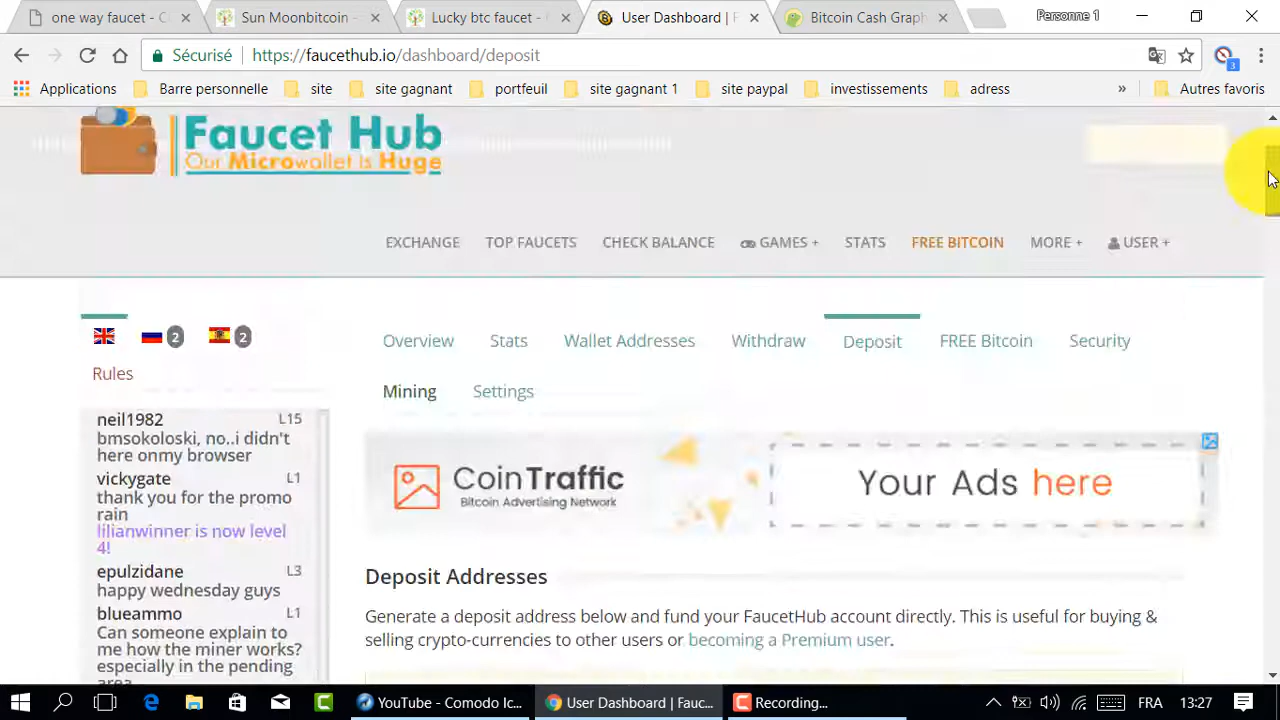 one way faucet - C
Sun Moonbitcoin -
Lucky btc faucet -
User Dashboard | F
Bitcoin Cash Graph
Personne 1
Sécurisé
https://faucethub.io/dashboard/deposit
3
Applications
Barre personnelle
site
site gagnant
portfeuil
site gagnant 1
site paypal
investissements
adress
»
Autres favoris
Faucet Hub
Our Microwallet is Huge
EXCHANGE
TOP FAUCETS
CHECK BALANCE
GAMES +
STATS
FREE BITCOIN
MORE +
USER +
2
2
Rules
Overview
Stats
Wallet Addresses
Withdraw
Deposit
FREE Bitcoin
Security
Mining
Settings
neil1982 L15
bmsokoloski, no..i didn't
here onmy browser
vickygate L1
thank you for the promo
rain
lilianwinner is now level
4!
epulzidane L3
happy wednesday guys
blueammo L1
Can someone explain to
me how the miner works?
especially in the pending
area
CoinTraffic
Bitcoin Advertising Network
Your Ads here
Deposit Addresses
Generate a deposit address below and fund your FaucetHub account directly. This is useful for buying &
selling crypto-currencies to other users or becoming a Premium user.
YouTube - Comodo Ic...
User Dashboard | Fauc...
Recording...
FRA
13:27